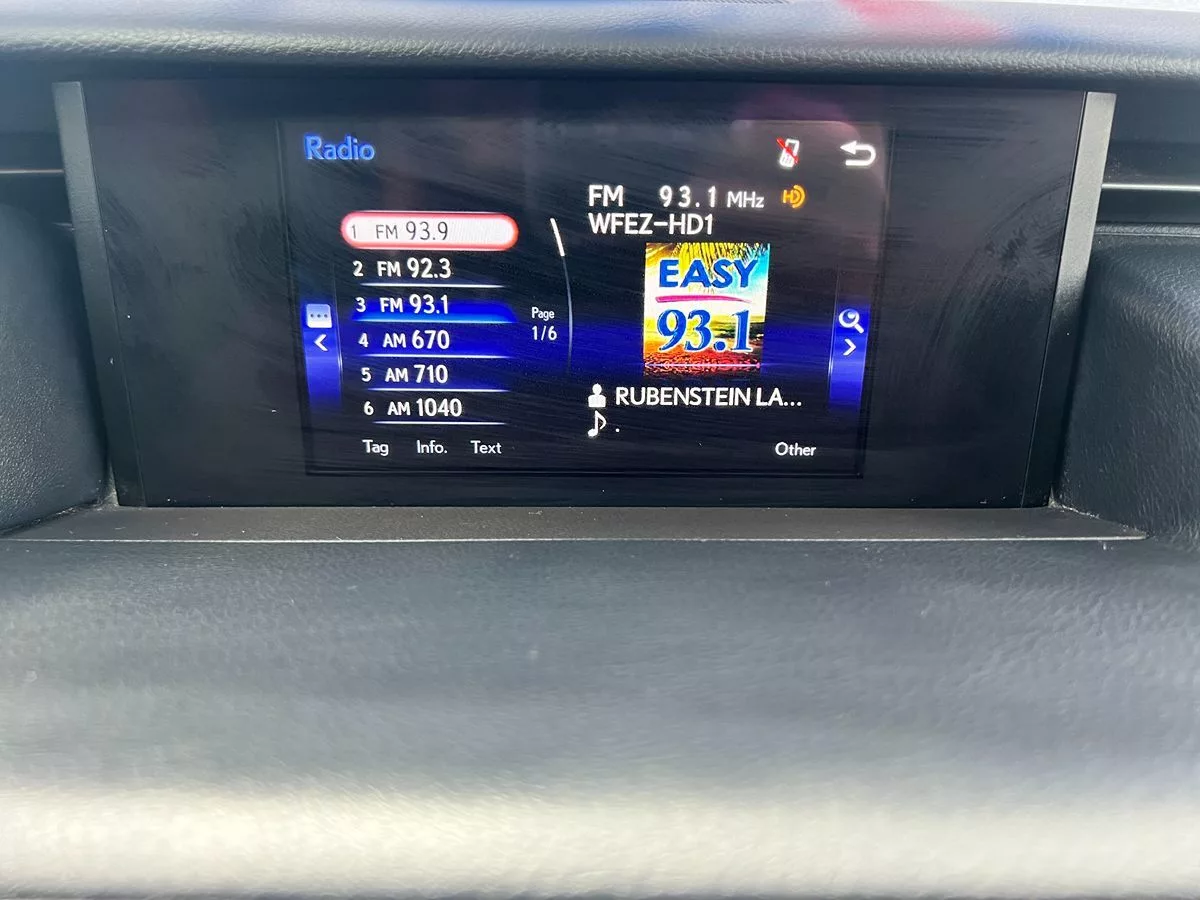 Radio
1 FM 93.9
2 FM 92.3
3 FM 93.1
4 AM 670
5 AM 710
6 AM 1040
Page
1/6
Tag Info. Text
FM 93.1 MHz HD
WFEZ-HD1
EASY
93.1
RUBENSTEIN LA...
.
Other